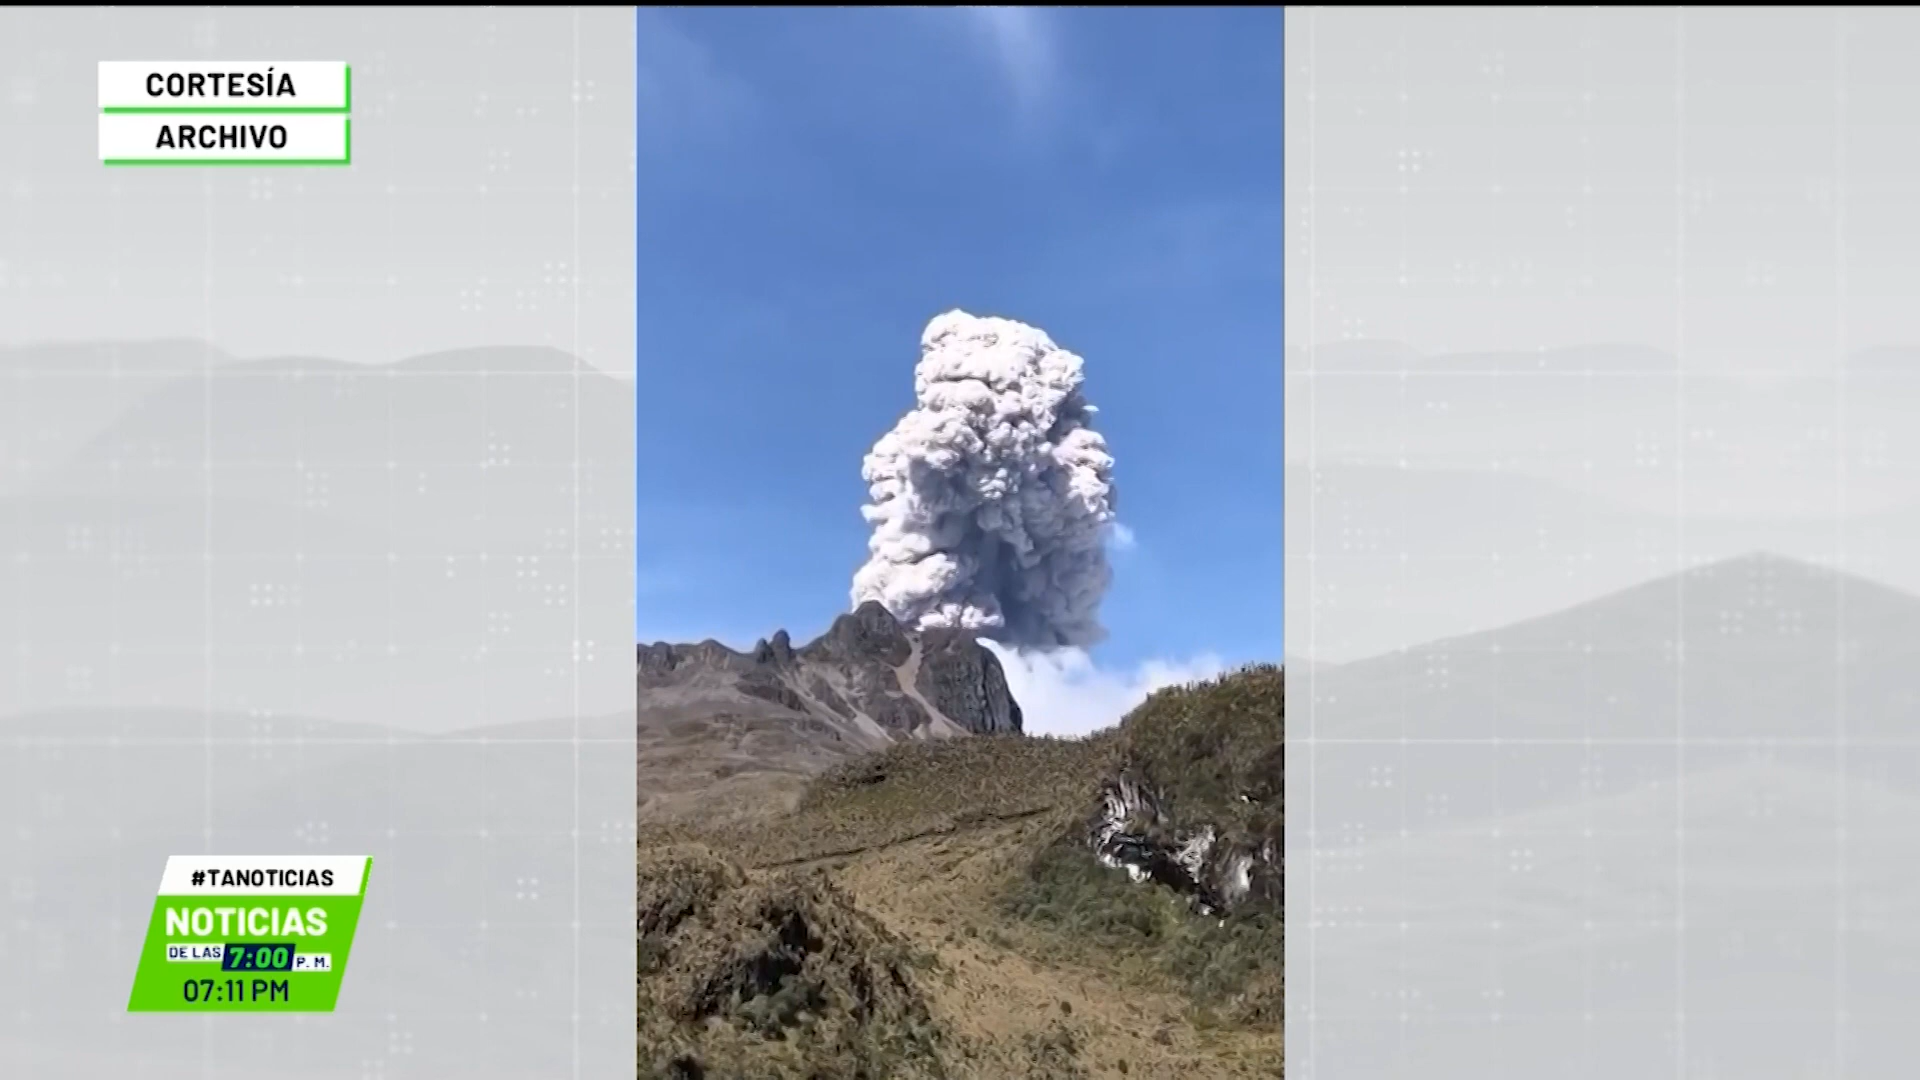 CORTESÍA
ARCHIVO
#TANOTICIAS
NOTICIAS
DE LAS 7:00 P. M.
07:11 PM